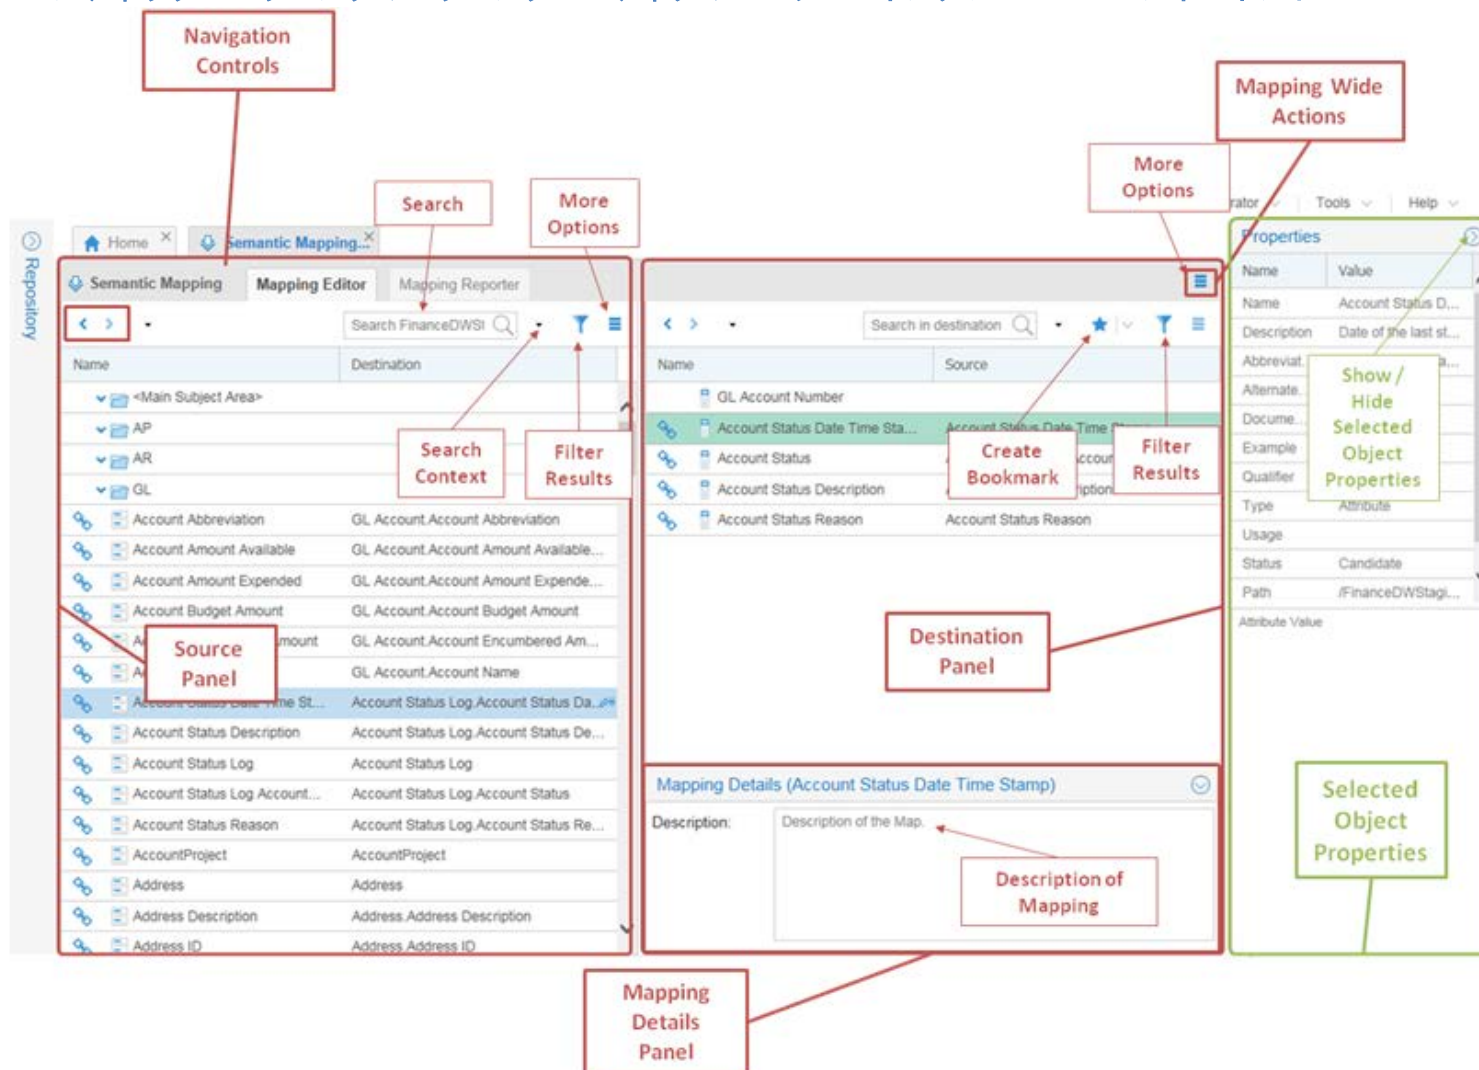 Navigation
Controls
Mapping Wide
Actions
More
Options
Search
More
Options
Tools
Help
Repository
Home
Semantic Mapping...
Properties
Semantic Mapping
Mapping Editor
Mapping Reporter
Name
Value
Search FinanceDWSt
Search in destination
Name
Account Status D...
Description
Date of the last st...
Name
Destination
Name
Source
Abbreviat.
Show /
Hide
Selected
Object
Properties
<Main Subject Area>
GL Account Number
Alternate.
AP
Account Status Date Time Sta...
Account Status Date Time
Docume.
AR
Account Status
Example
Search
Context
Filter
Results
Create
Bookmark
Filter
Results
GL
Account Status Description
Qualifier
Account Abbreviation
GL Account.Account Abbreviation
Account Status Reason
Account Status Reason
Type
Attribute
Account Amount Available
GL Account.Account Amount Available...
Usage
Account Amount Expended
GL Account.Account Amount Expende...
Status
Candidate
Account Budget Amount
GL Account.Account Budget Amount
Path
/FinanceDWStagi...
Source
Panel
GL Account.Account Encumbered Am...
Destination
Panel
Attribute Value
GL Account.Account Name
Account Status Date Time St...
Account Status Log.Account Status Da...
Account Status Description
Account Status Log.Account Status De...
Account Status Log
Account Status Log
Mapping Details (Account Status Date Time Stamp)
Selected
Object
Properties
Account Status Log Account...
Account Status Log.Account Status
Description:
Description of the Map.
Account Status Reason
Account Status Log.Account Status Re...
AccountProject
AccountProject
Address
Address
Description of
Mapping
Address Description
Address.Address Description
Address ID
Address.Address ID
Mapping
Details
Panel